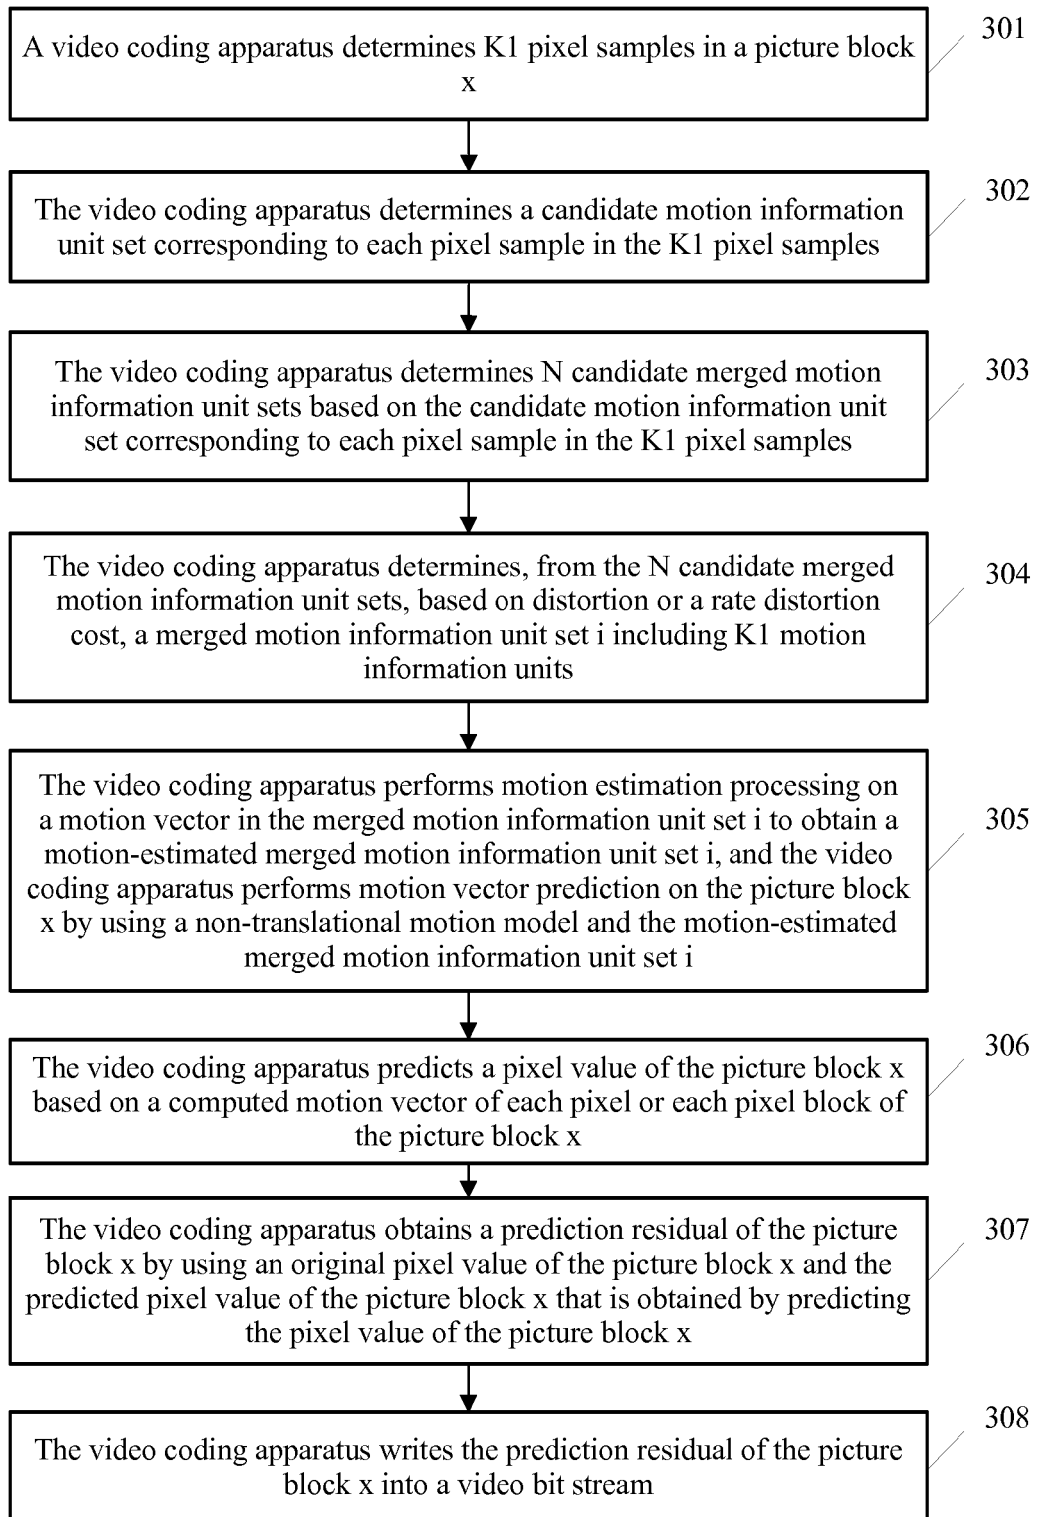 A video coding apparatus determines K1 pixel samples in a picture block
x
301
The video coding apparatus determines a candidate motion information
unit set corresponding to each pixel sample in the K1 pixel samples
302
The video coding apparatus determines N candidate merged motion
information unit sets based on the candidate motion information unit
set corresponding to each pixel sample in the K1 pixel samples
303
The video coding apparatus determines, from the N candidate merged
motion information unit sets, based on distortion or a rate distortion
cost, a merged motion information unit set i including K1 motion
information units
304
The video coding apparatus performs motion estimation processing on
a motion vector in the merged motion information unit set i to obtain a
motion-estimated merged motion information unit set i, and the video
coding apparatus performs motion vector prediction on the picture block
x by using a non-translational motion model and the motion-estimated
merged motion information unit set i
305
The video coding apparatus predicts a pixel value of the picture block x
based on a computed motion vector of each pixel or each pixel block of
the picture block x
306
The video coding apparatus obtains a prediction residual of the picture
block x by using an original pixel value of the picture block x and the
predicted pixel value of the picture block x that is obtained by predicting
the pixel value of the picture block x
307
The video coding apparatus writes the prediction residual of the picture
block x into a video bit stream
308